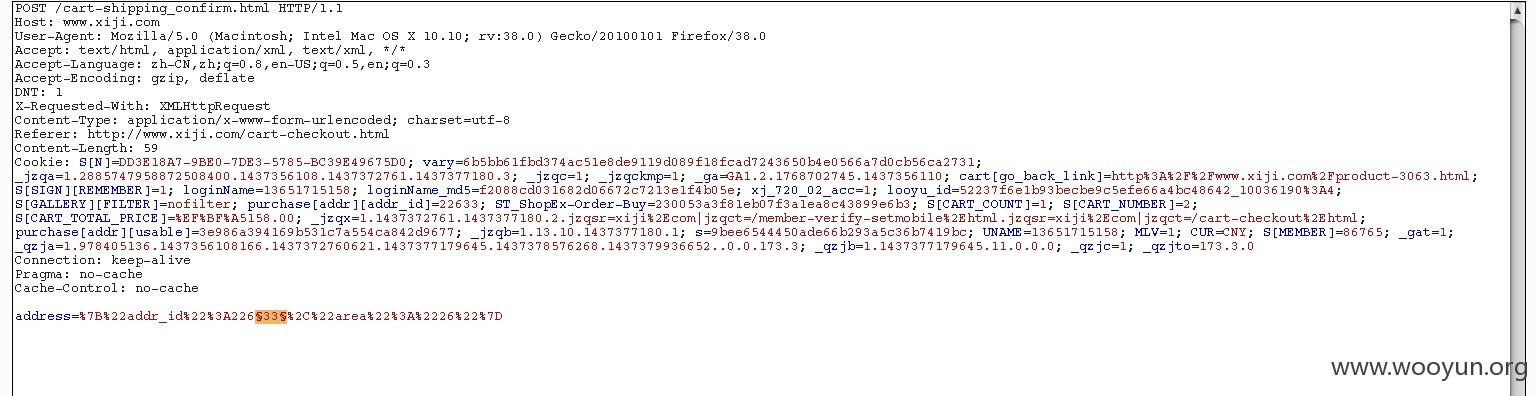 POST /cart-shipping_confirm.html HTTP/1.1
Host: www.xiji.com
User-Agent: Mozilla/5.0 (Macintosh; Intel Mac OS X 10.10; rv:38.0) Gecko/20100101 Firefox/38.0
Accept: text/html, application/xml, text/xml, */*
Accept-Language: zh-CN,zh;q=0.8,en-US;q=0.5,en;q=0.3
Accept-Encoding: gzip, deflate
DNT: 1
X-Requested-With: XMLHttpRequest
Content-Type: application/x-www-form-urlencoded; charset=utf-8
Referer: http://www.xiji.com/cart-checkout.html
Content-Length: 59
Cookie: S[N]=DD3E18A7-9BE0-7DE3-5785-BC39E49675D0; vary=6b5bb61fbd374ac51e8de9119d089f18fcad7243650b4e0566a7d0cb56ca2731;
_jzqa=1.2885747958872508400.1437356108.1437372761.1437377180.3; _jzqc=1; _jzqckmp=1; _ga=GA1.2.1768702745.1437356110; cart[go_back_link]=http%3A%2F%2Fwww.xiji.com%2Fproduct-3063.html;
S[SIGN][REMEMBER]=1; loginName=13651715158; loginName_md5=f2088cd031682d06672c7213e1f4b05e; xj_720_02_acc=1; looyu_id=52237f6e1b93becbe9c5efe66a4bc48642_10036190%3A4;
S[GALLERY][FILTER]=nofilter; purchase[addr][addr_id]=22633; ST_ShopEx-Order-Buy=230053a3f81eb07f3a1ea8c43899e6b3; S[CART_COUNT]=1; S[CART_NUMBER]=2;
S[CART_TOTAL_PRICE]=%EF%BF%A5158.00; _jzqx=1.1437372761.1437377180.2.jzqsr=xiji%2Ecom|jzqct=/member-verify-setmobile%2Ehtml.jzqsr=xiji%2Ecom|jzqct=/cart-checkout%2Ehtml;
purchase[addr][usable]=3e986a394169b531c7a554ca842d9677; _jzqb=1.13.10.1437377180.1; s=9bee6544450ade66b293a5c36b7419bc; UNAME=13651715158; MLV=1; CUR=CNY; S[MEMBER]=86765; _gat=1;
_qzja=1.978405136.1437356108166.1437372760621.1437377179645.1437378576268.1437379936652..0.0.173.3; _qzjb=1.1437377179645.11.0.0.0; _qzjc=1; _qzjto=173.3.0
Connection: keep-alive
Pragma: no-cache
Cache-Control: no-cache
address=%7B%22addr_id%22%3A226§33§%2C%22area%22%3A%2226%22%7D
www.wooyun.org